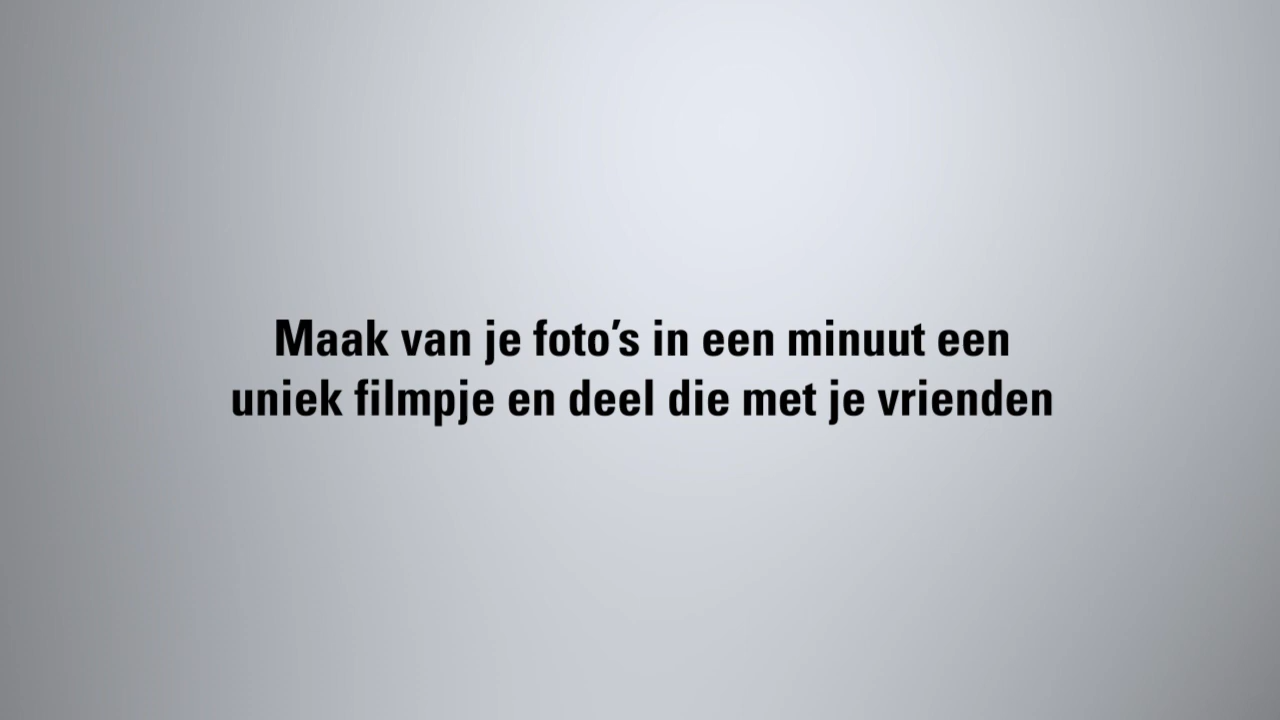 Maak van je foto’s in een minuut een
uniek filmpje en deel die met je vrienden